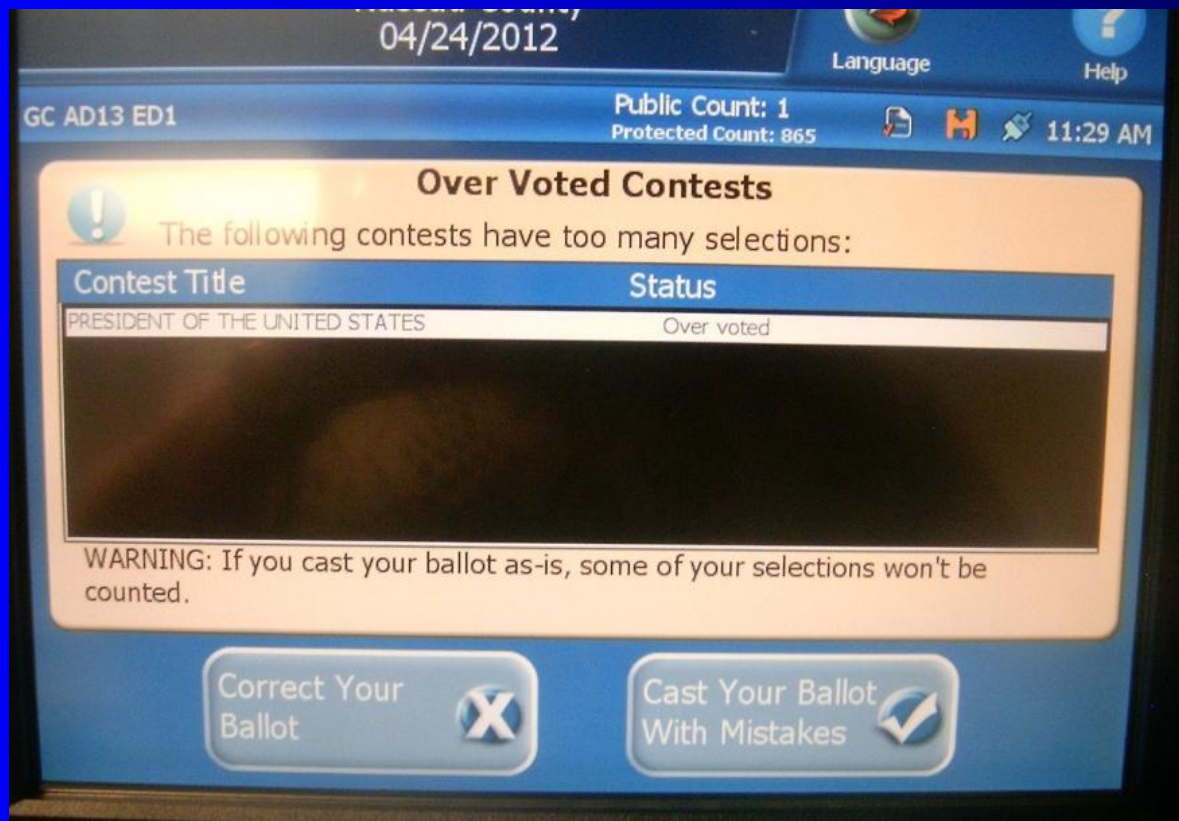 Nassau County
04/24/2012
Language
Help
GC AD13 ED1
Public Count: 1
Protected Count: 865
11:29 AM
Over Voted Contests
The following contests have too many selections:
Contest Title Status
PRESIDENT OF THE UNITED STATES Over voted
WARNING: If you cast your ballot as-is, some of your selections won't be
counted.
Correct Your
Ballot
Cast Your Ballot
With Mistakes